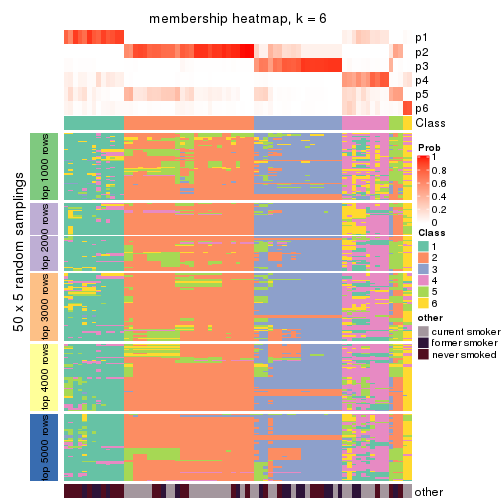 membership heatmap, k = 6
p1
p2
p3
p4
p5
p6
Class
50 x 5 random samplings
top 1000 rows
top 2000 rows
top 3000 rows
top 4000 rows
top 5000 rows
Prob
1
0.8
0.6
0.4
0.2
0
Class
1
2
3
4
5
6
other
current smoker
former smoker
never smoked
other